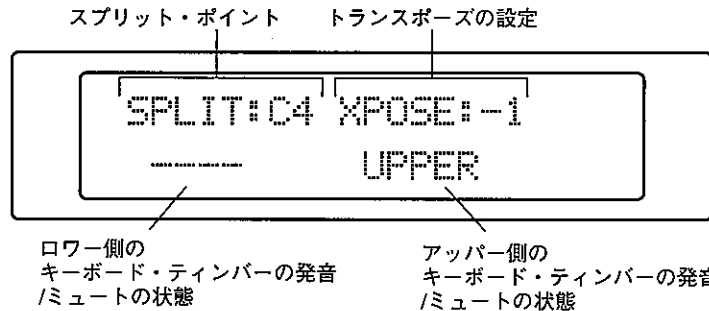 スプリット・ポイント
トランスポーズの設定
SPLIT:C4 XPOSE:-1
----- UPPER
ロワー側の
キーボード・ティンバーの発音
/ミュートの状態
アッパー側の
キーボード・ティンバーの発音
/ミュートの状態